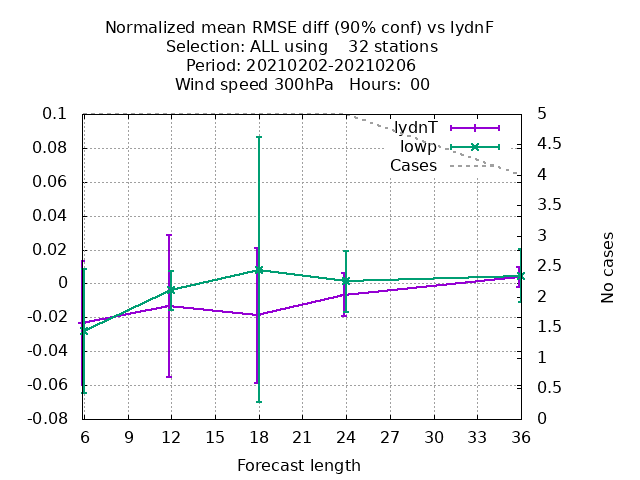 Normalized mean RMSE diff (90% conf) vs lydnF
Selection: ALL using    32 stations
Period: 20210202-20210206
Wind speed 300hPa   Hours:  00
lydnT
lowp
Cases
0.1
0.08
0.06
0.04
0.02
0
-0.02
-0.04
-0.06
-0.08
5
4.5
4
3.5
3
2.5
2
1.5
1
0.5
0
No cases
6 9 12 15 18 21 24 27 30 33 36
Forecast length